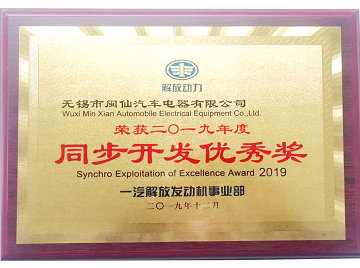 解放动力
无锡市闽仙汽车电器有限公司
Wuxi Min Xian Automobile Electrical Equipment Co.,Ltd.
荣获二〇一九年度
同步开发优秀奖
Synchro Exploitation of Excellence Award 2019
一汽解放发动机事业部
二〇一九年十二月